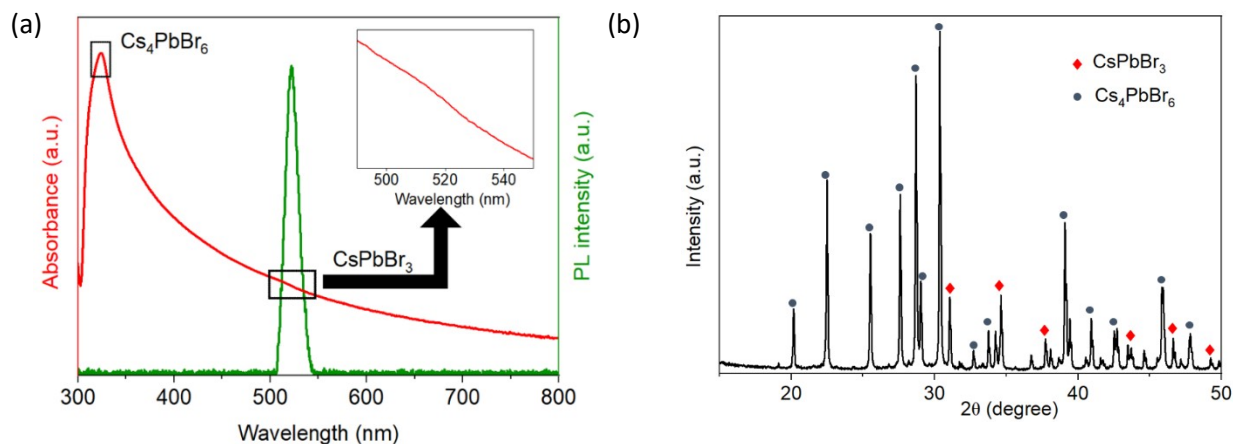 (a)
Cs₄PbBr₆
Absorbance (a.u.)
PL intensity (a.u.)
500 520 540
Wavelength (nm)
CsPbBr₃
300 400 500 600 700 800
Wavelength (nm)
(b)
CsPbBr₃
Cs₄PbBr₆
Intensity (a.u.)
20 30 40 50
2θ (degree)